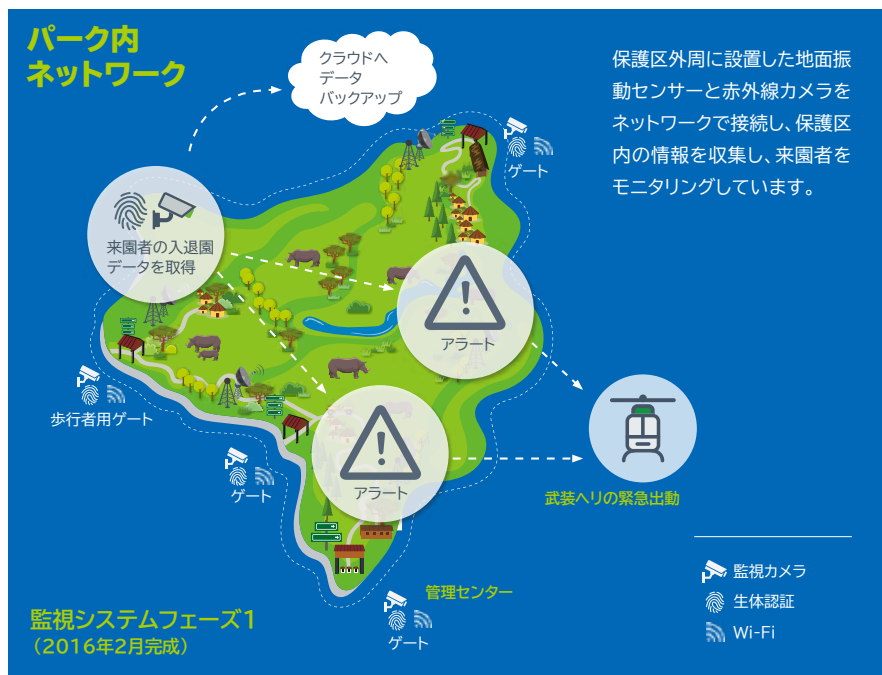 パーク内
ネットワーク
クラウドへ
データ
バックアップ
保護区外周に設置した地面振
動センサーと赤外線カメラを
ネットワークで接続し、保護区
内の情報を収集し、来園者を
モニタリングしています。
ゲート
来園者の入退園
データを取得
アラート
歩行者用ゲート
ゲート
アラート
武装ヘリの緊急出動
管理センター
ゲート
監視カメラ
生体認証
Wi-Fi
監視システムフェーズ1
（2016年2月完成）